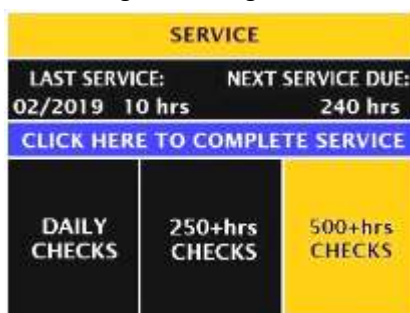 SERVICE
LAST SERVICE: NEXT SERVICE DUE:
02/2019 10 hrs 240 hrs
CLICK HERE TO COMPLETE SERVICE
DAILY CHECKS
250+hrs CHECKS
500+hrs CHECKS